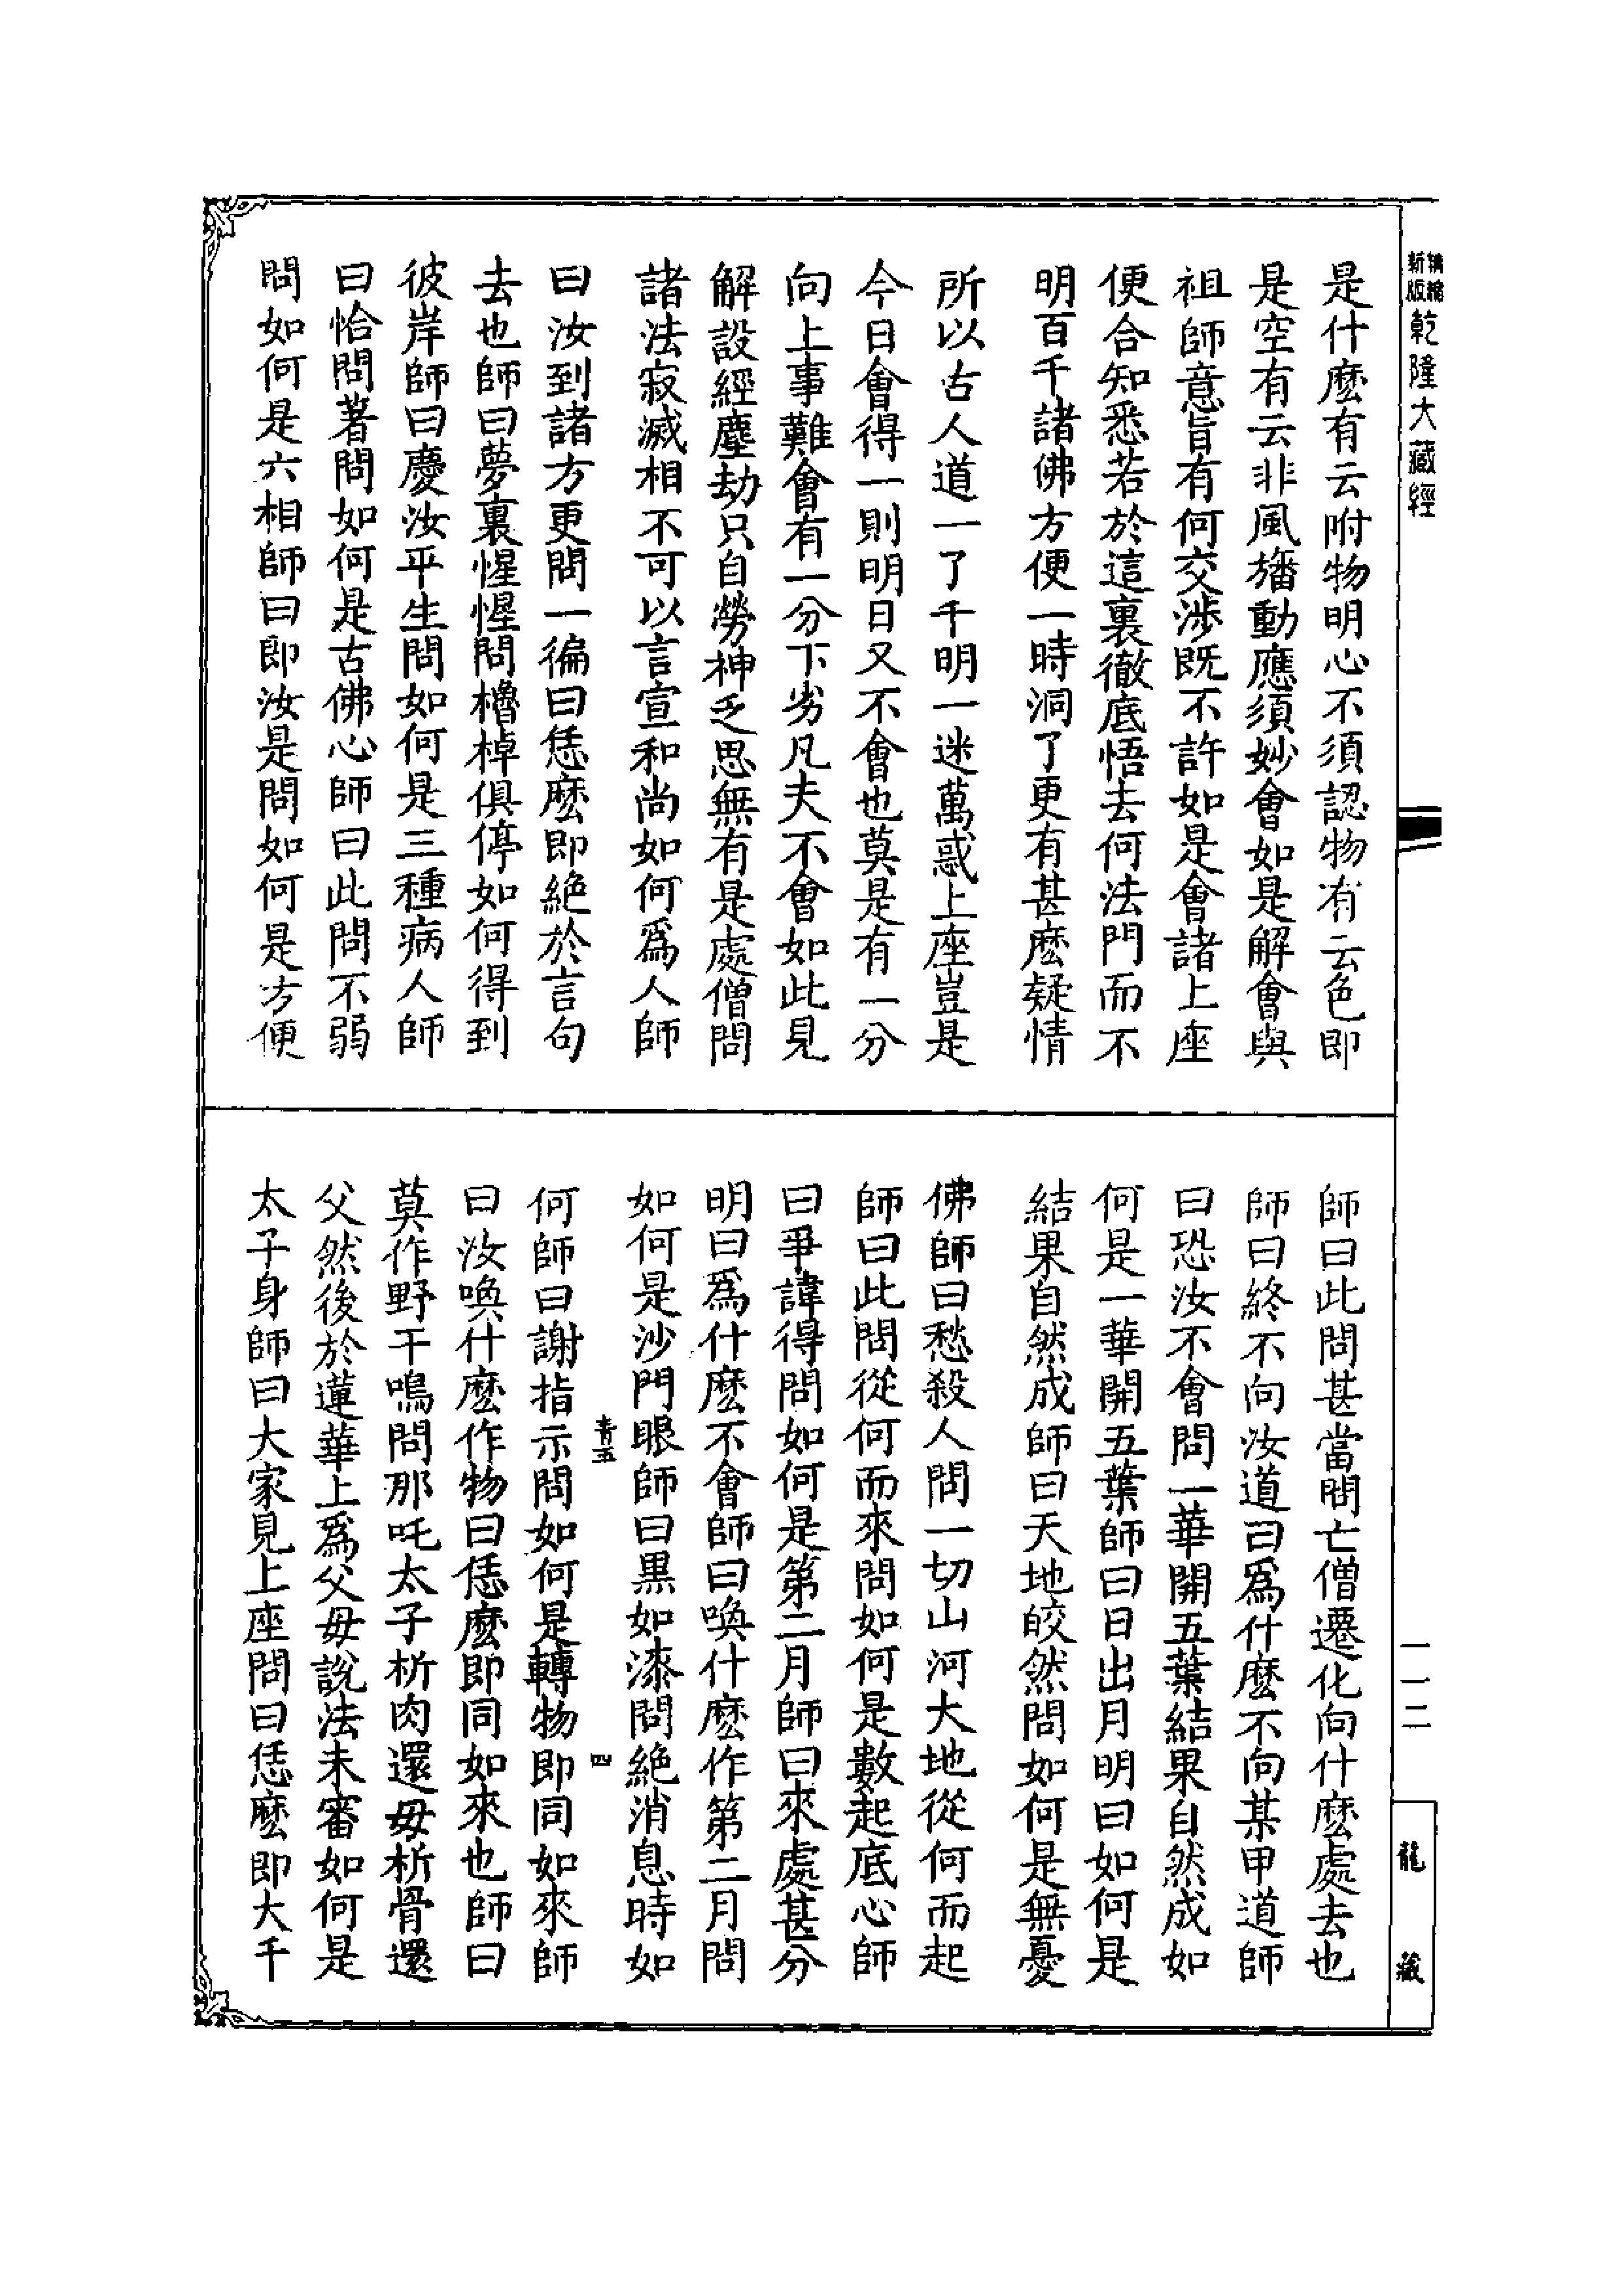 新版精縮乾隆大藏經
一一二
龍藏
是什麽有云附物明心不須認物有云色即
是空有云非風旛動應須妙會如是解會與
祖師意旨有何交涉既不許如是會諸上座
便合知悉若於這裏徹底悟去何法門而不
明百千諸佛方便一時洞了更有甚麽疑情
所以古人道一了千明一迷萬惑上座豈是
今日會得一則明日又不會也莫是有一分
向上事難會有一分下劣凡夫不會如此見
解設經塵劫只自勞神乏思無有是處僧問
諸法寂滅相不可以言宣和尚如何爲人師
曰汝到諸方更問一徧曰恁麽即絶於言句
去也師曰夢裏惺惺問櫓棹俱停如何得到
彼岸師曰慶汝平生問如何是三種病人師
曰恰問著問如何是古佛心師曰此問不弱
問如何是六相師曰即汝是問如何是方便
師曰此問甚當問亡僧遷化向什麽處去也
師曰終不向汝道曰爲什麽不向某甲道師
曰恐汝不會問一華開五葉結果自然成如
何是一華開五葉師曰日出月明曰如何是
結果自然成師曰天地皎然問如何是無憂
佛師曰愁殺人問一切山河大地從何而起
師曰此問從何而來問如何是數起底心師
曰爭諱得問如何是第二月師曰來處甚分
明曰爲什麽不會師曰喚什麽作第二月問
如何是沙門眼師曰黒如漆問絶消息時如
青五
四
何師曰謝指示問如何是轉物即同如來師
曰汝喚什麽作物曰恁麽即同如來也師曰
莫作野干鳴問那吒太子析肉還母析骨還
父然後於蓮華上爲父母說法未審如何是
太子身師曰大家見上座問曰恁麽即大千